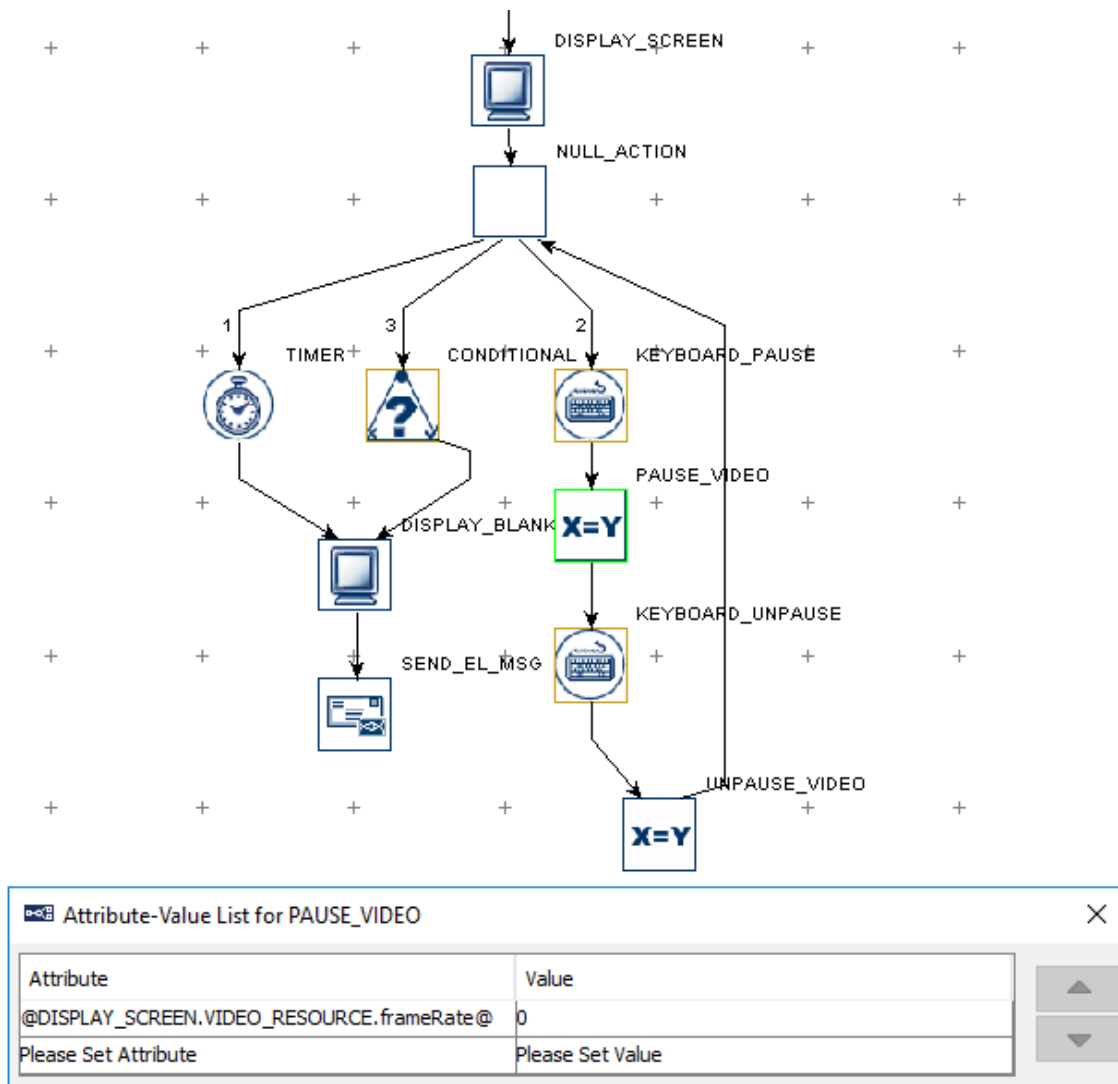 DISPLAY_SCREEN
NULL_ACTION
1
3
2
TIMER
CONDITIONAL
KEYBOARD_PAUSE
?
PAUSE_VIDEO
DISPLAY_BLANK
X=Y
KEYBOARD_UNPAUSE
SEND_EL_MSG
UNPAUSE_VIDEO
X=Y
Attribute-Value List for PAUSE_VIDEO
Attribute Value
@DISPLAY_SCREEN.VIDEO_RESOURCE.frameRate@ 0
Please Set Attribute Please Set Value